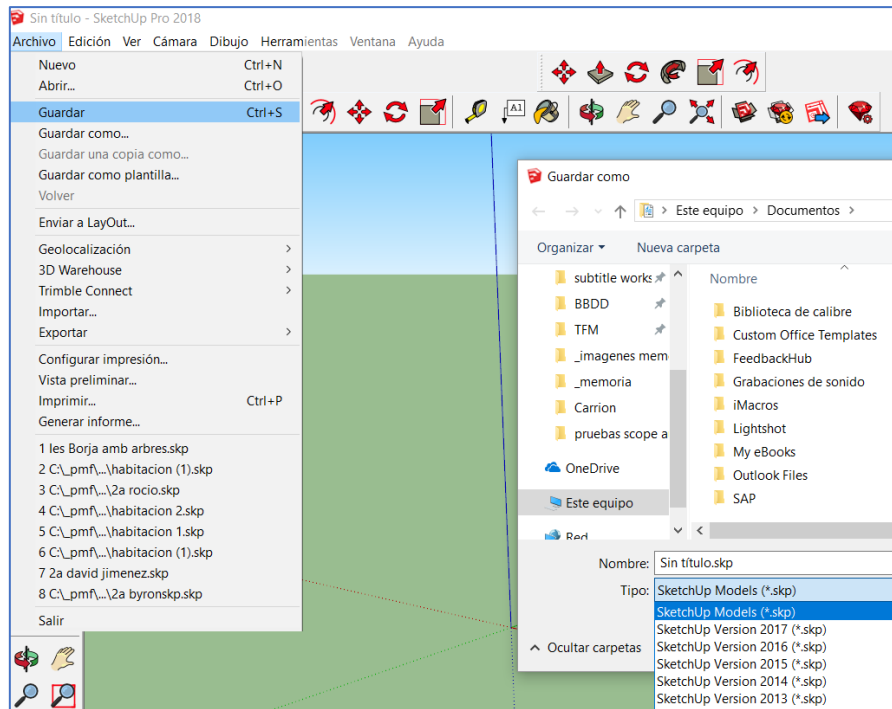 Sin título - SketchUp Pro 2018
Archivo Edición Ver Cámara Dibujo Herramientas Ventana Ayuda
Nuevo Ctrl+N
Abrir... Ctrl+O
Guardar Ctrl+S
Guardar como...
Guardar una copia como...
Guardar como plantilla...
Volver
Enviar a LayOut...
Geolocalización
3D Warehouse
Trimble Connect
Importar...
Exportar
Configurar impresión...
Vista preliminar...
Imprimir... Ctrl+P
Generar informe...
1 Ies Borja amb arbres.skp
2 C:\_pmf\...\habitacion (1).skp
3 C:\_pmf\...\2a rocio.skp
4 C:\_pmf\...\habitacion 2.skp
5 C:\_pmf\...\habitacion 1.skp
6 C:\_pmf\...\habitacion (1).skp
7 2a david jimenez.skp
8 C:\_pmf\...\2a byronskp.skp
Salir
A1
Guardar como
Este equipo > Documentos >
Organizar Nueva carpeta
subtitle works
BBDD
TFM
_imagenes mem
_memoria
Carrion
pruebas scope a
OneDrive
Este equipo
Red
Nombre
Biblioteca de calibre
Custom Office Templates
FeedbackHub
Grabaciones de sonido
iMacros
Lightshot
My eBooks
Outlook Files
SAP
Nombre: Sin título.skp
Tipo: SketchUp Models (*.skp)
SketchUp Models (*.skp)
SketchUp Version 2017 (*.skp)
SketchUp Version 2016 (*.skp)
SketchUp Version 2015 (*.skp)
SketchUp Version 2014 (*.skp)
SketchUp Version 2013 (*.skp)
Ocultar carpetas